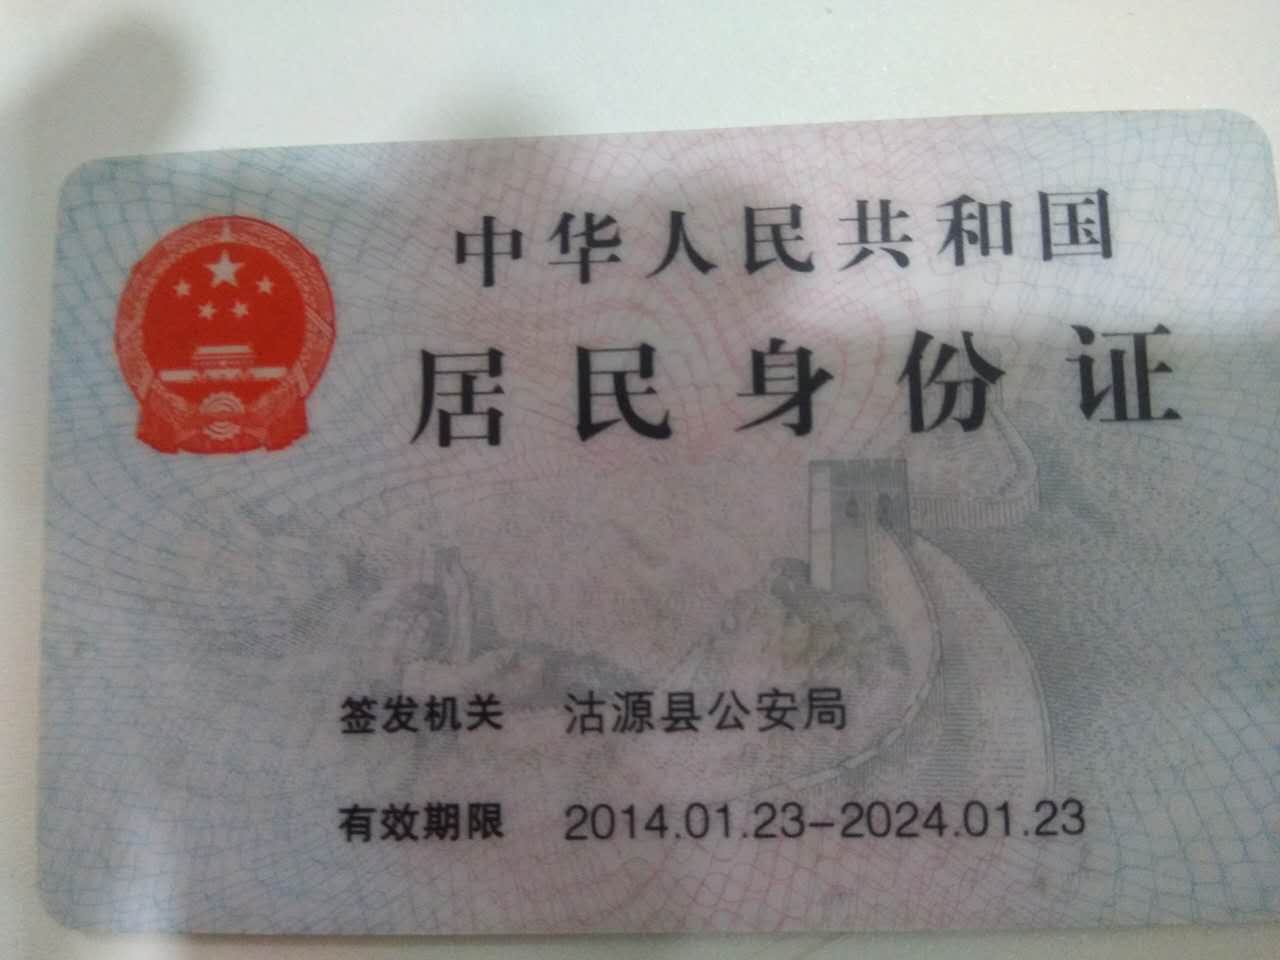 中华人民共和国
居民身份证
签发机关 沽源县公安局
有效期限 2014.01.23-2024.01.23